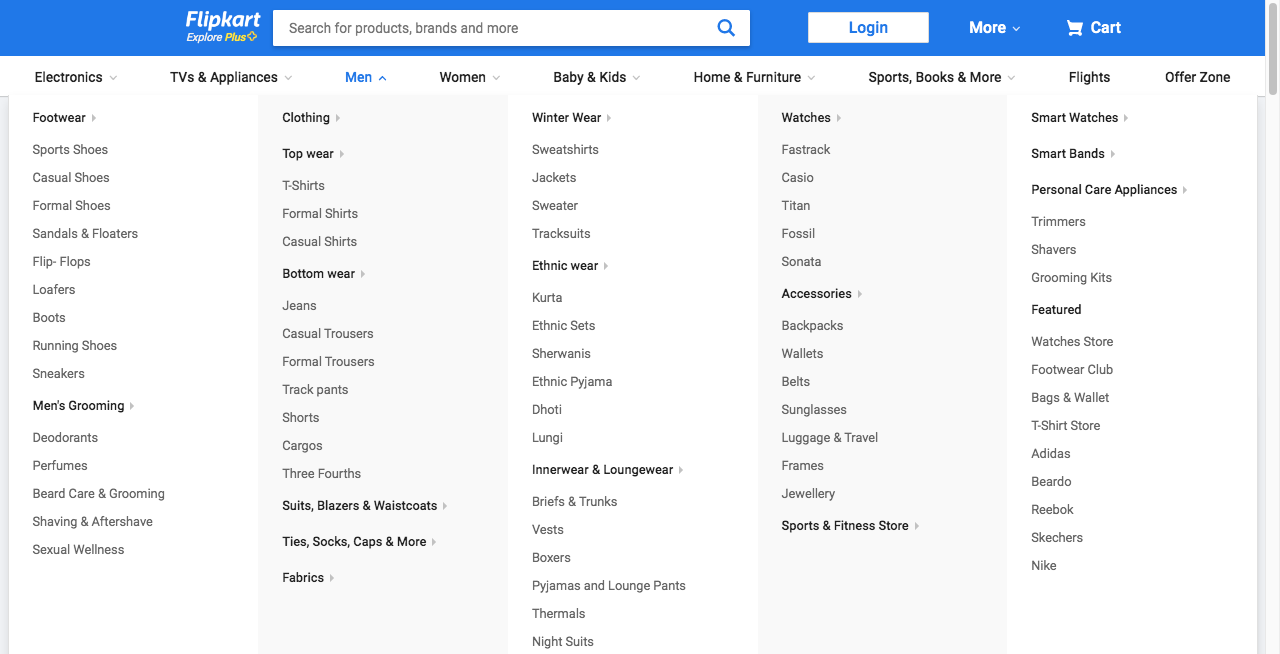 Flipkart
Explore Plus
Search for products, brands and more
Login
More
Cart
Electronics
TVs & Appliances
Men
Women
Baby & Kids
Home & Furniture
Sports, Books & More
Flights
Offer Zone
Footwear
Sports Shoes
Casual Shoes
Formal Shoes
Sandals & Floaters
Flip- Flops
Loafers
Boots
Running Shoes
Sneakers
Men's Grooming
Deodorants
Perfumes
Beard Care & Grooming
Shaving & Aftershave
Sexual Wellness
Clothing
Top wear
T-Shirts
Formal Shirts
Casual Shirts
Bottom wear
Jeans
Casual Trousers
Formal Trousers
Track pants
Shorts
Cargos
Three Fourths
Suits, Blazers & Waistcoats
Ties, Socks, Caps & More
Fabrics
Winter Wear
Sweatshirts
Jackets
Sweater
Tracksuits
Ethnic wear
Kurta
Ethnic Sets
Sherwanis
Ethnic Pyjama
Dhoti
Lungi
Innerwear & Loungewear
Briefs & Trunks
Vests
Boxers
Pyjamas and Lounge Pants
Thermals
Night Suits
Watches
Fastrack
Casio
Titan
Fossil
Sonata
Accessories
Backpacks
Wallets
Belts
Sunglasses
Luggage & Travel
Frames
Jewellery
Sports & Fitness Store
Smart Watches
Smart Bands
Personal Care Appliances
Trimmers
Shavers
Grooming Kits
Featured
Watches Store
Footwear Club
Bags & Wallet
T-Shirt Store
Adidas
Beardo
Reebok
Skechers
Nike